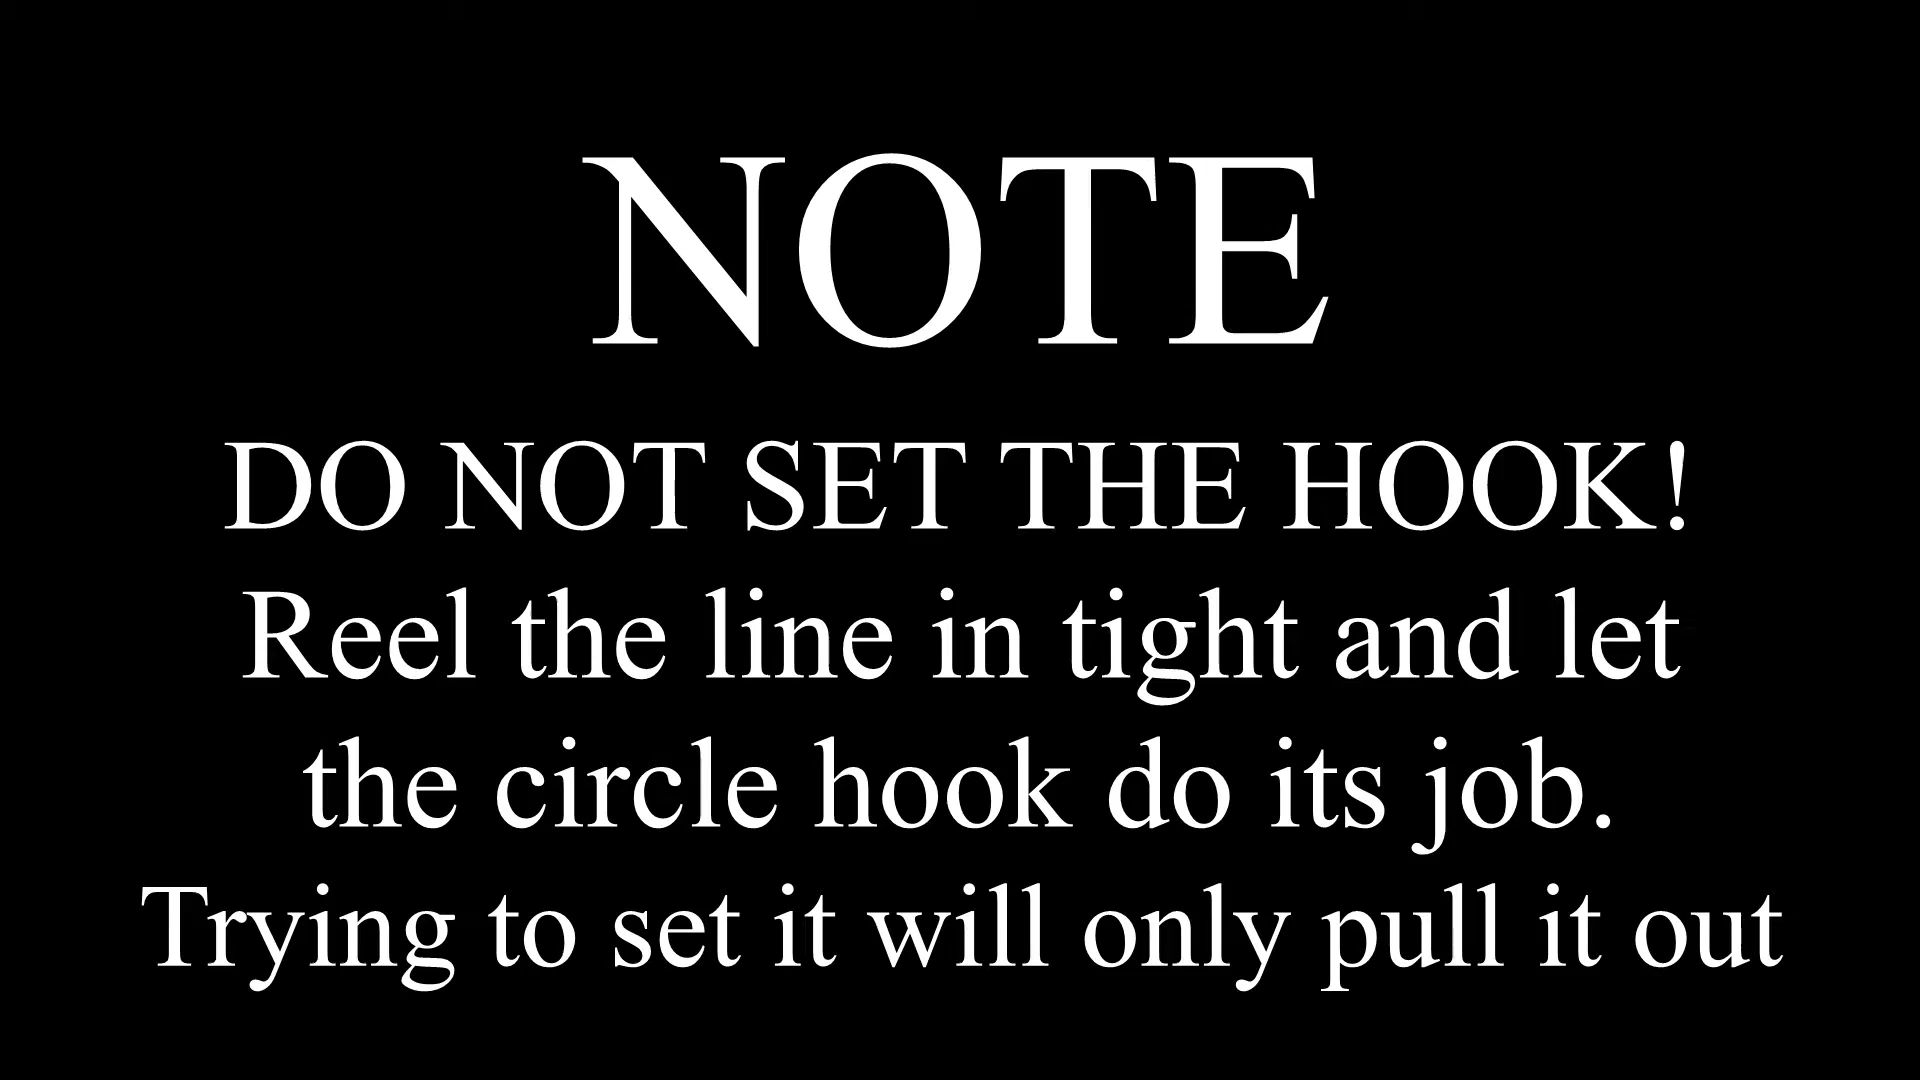 NOTE
DO NOT SET THE HOOK!
Reel the line in tight and let
the circle hook do its job.
Trying to set it will only pull it out